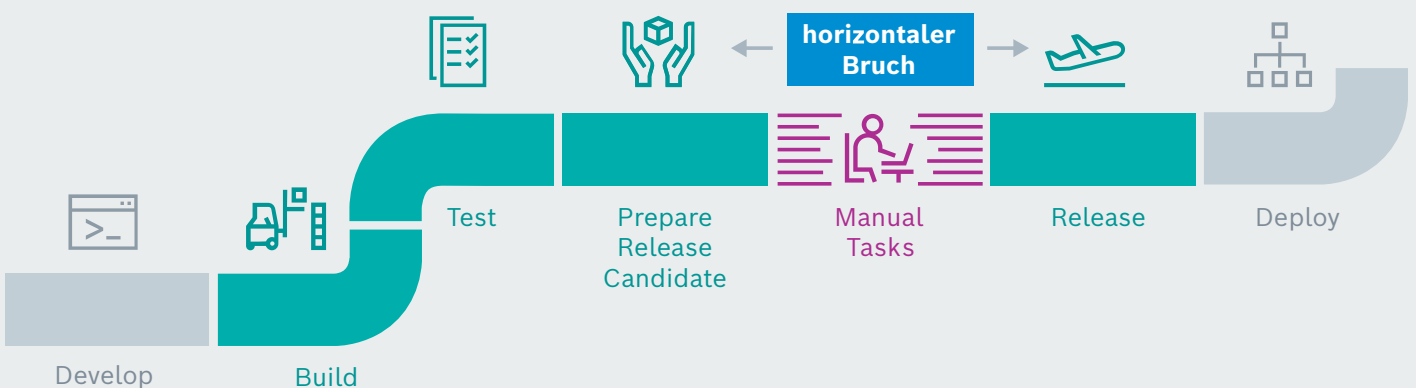 horizontaler
Bruch
>_
Test
Prepare
Release
Candidate
Manual
Tasks
Release
Deploy
Develop
Build